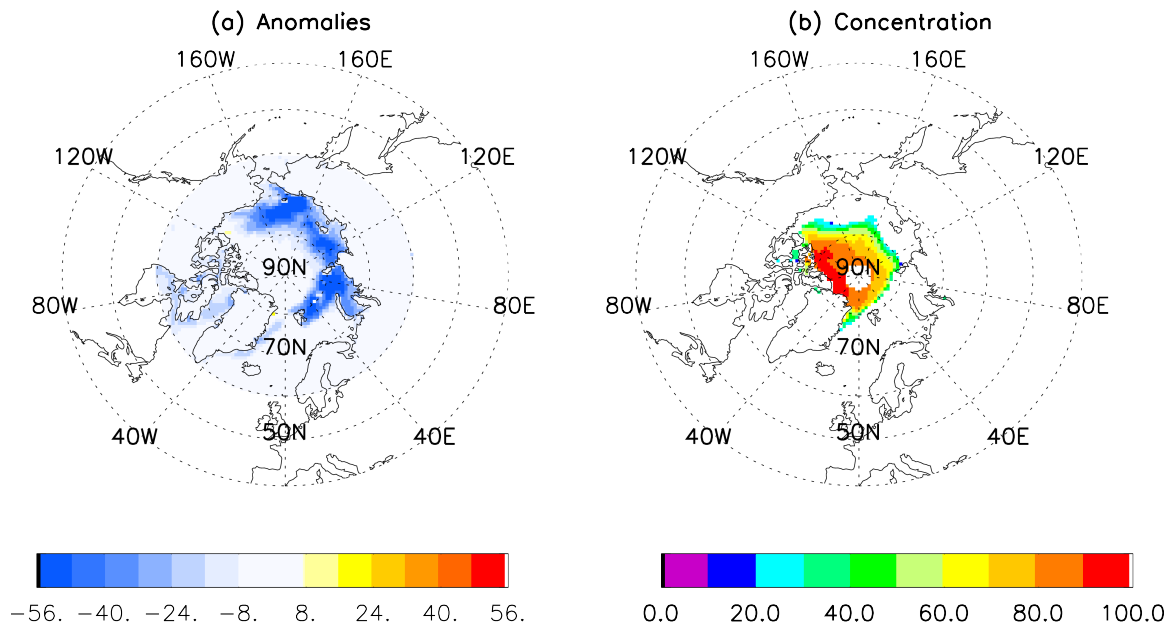 (a) Anomalies
(b) Concentration
160W
160E
160W
160E
120W
120E
120W
120E
90N
90N
80W
80E
80W
80E
70N
70N
40W
50N
40E
40W
50N
40E
-56. -40. -24. -8. 8. 24. 40. 56.
0.0 20.0 40.0 60.0 80.0 100.0